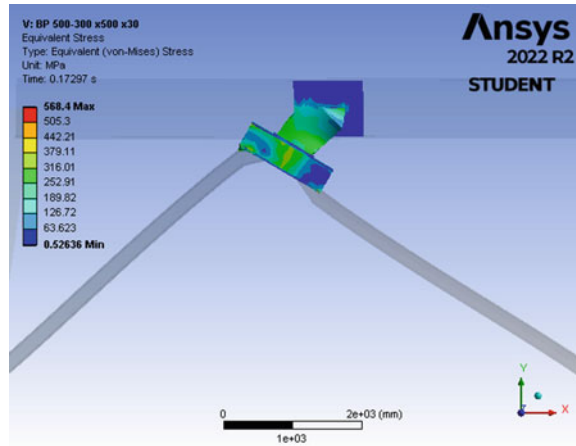 V: BP 500-300 x500 x30
Equivalent Stress
Type: Equivalent (von-Mises) Stress
Unit: MPa
Time: 0.17297 s
568.4 Max
505.3
442.21
379.11
316.01
252.91
189.82
126.72
63.623
0.52636 Min
Ansys
2022 R2
STUDENT
0
2e+03 (mm)
1e+03
Y
X